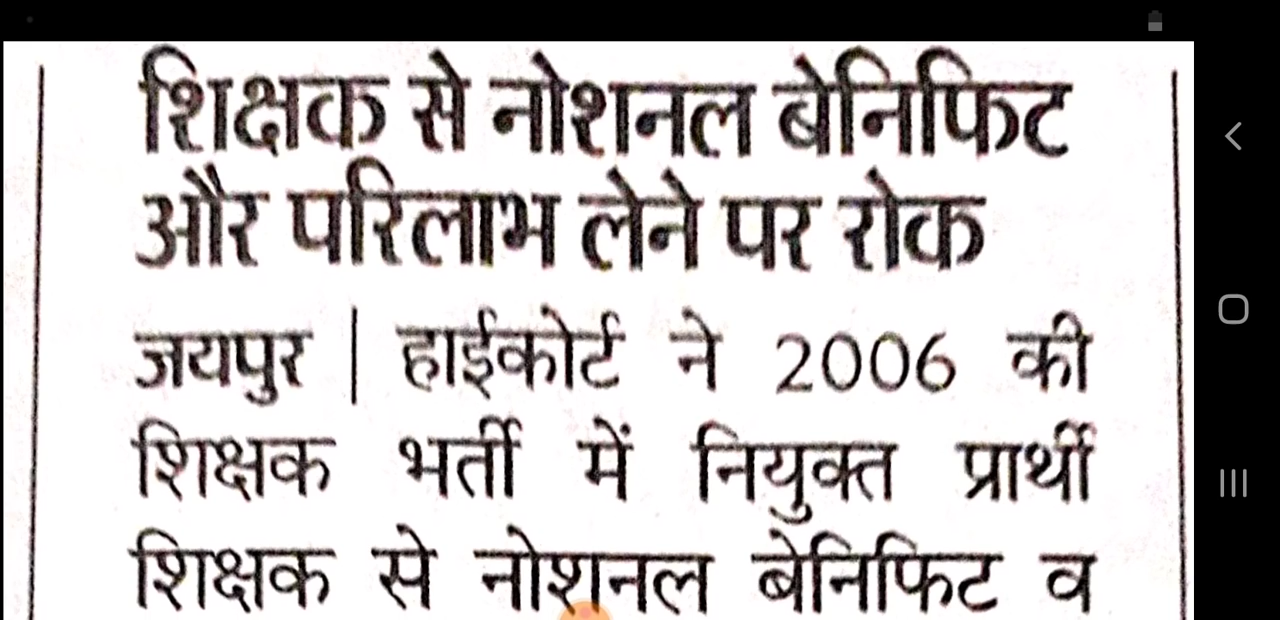 शिक्षक से नोशनल बेनिफिट
और परिलाभ लेने पर रोक
जयपुर | हाईकोर्ट ने 2006 की
शिक्षक भर्ती में नियुक्त प्रार्थी
शिक्षक से नोशनल बेनिफिट व